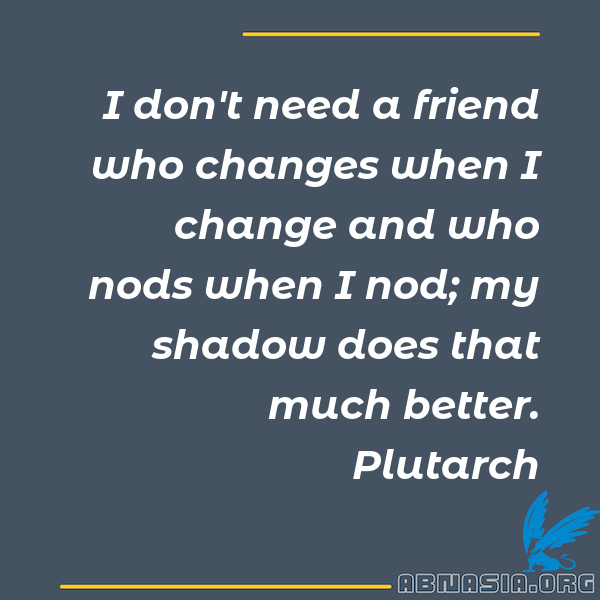 I don't need a friend
who changes when I
change and who
nods when I nod; my
shadow does that
much better.
Plutarch
ABNASIA.ORG